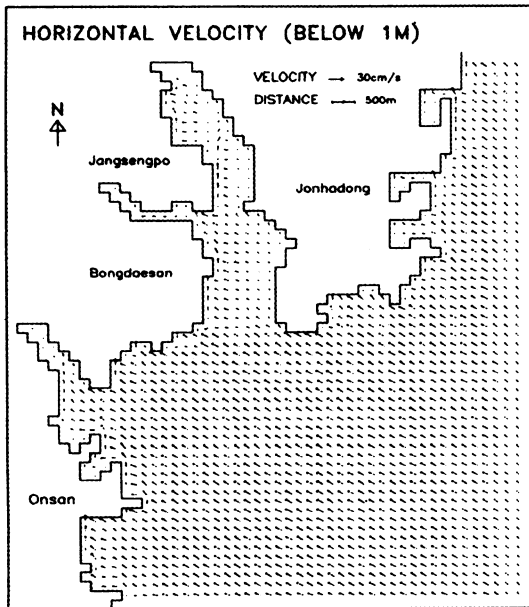 HORIZONTAL VELOCITY (BELOW 1M)
VELOCITY → 30cm/s
DISTANCE → 500m
N
Jangsengpo
Jonhadong
Bongdaesan
Onsan